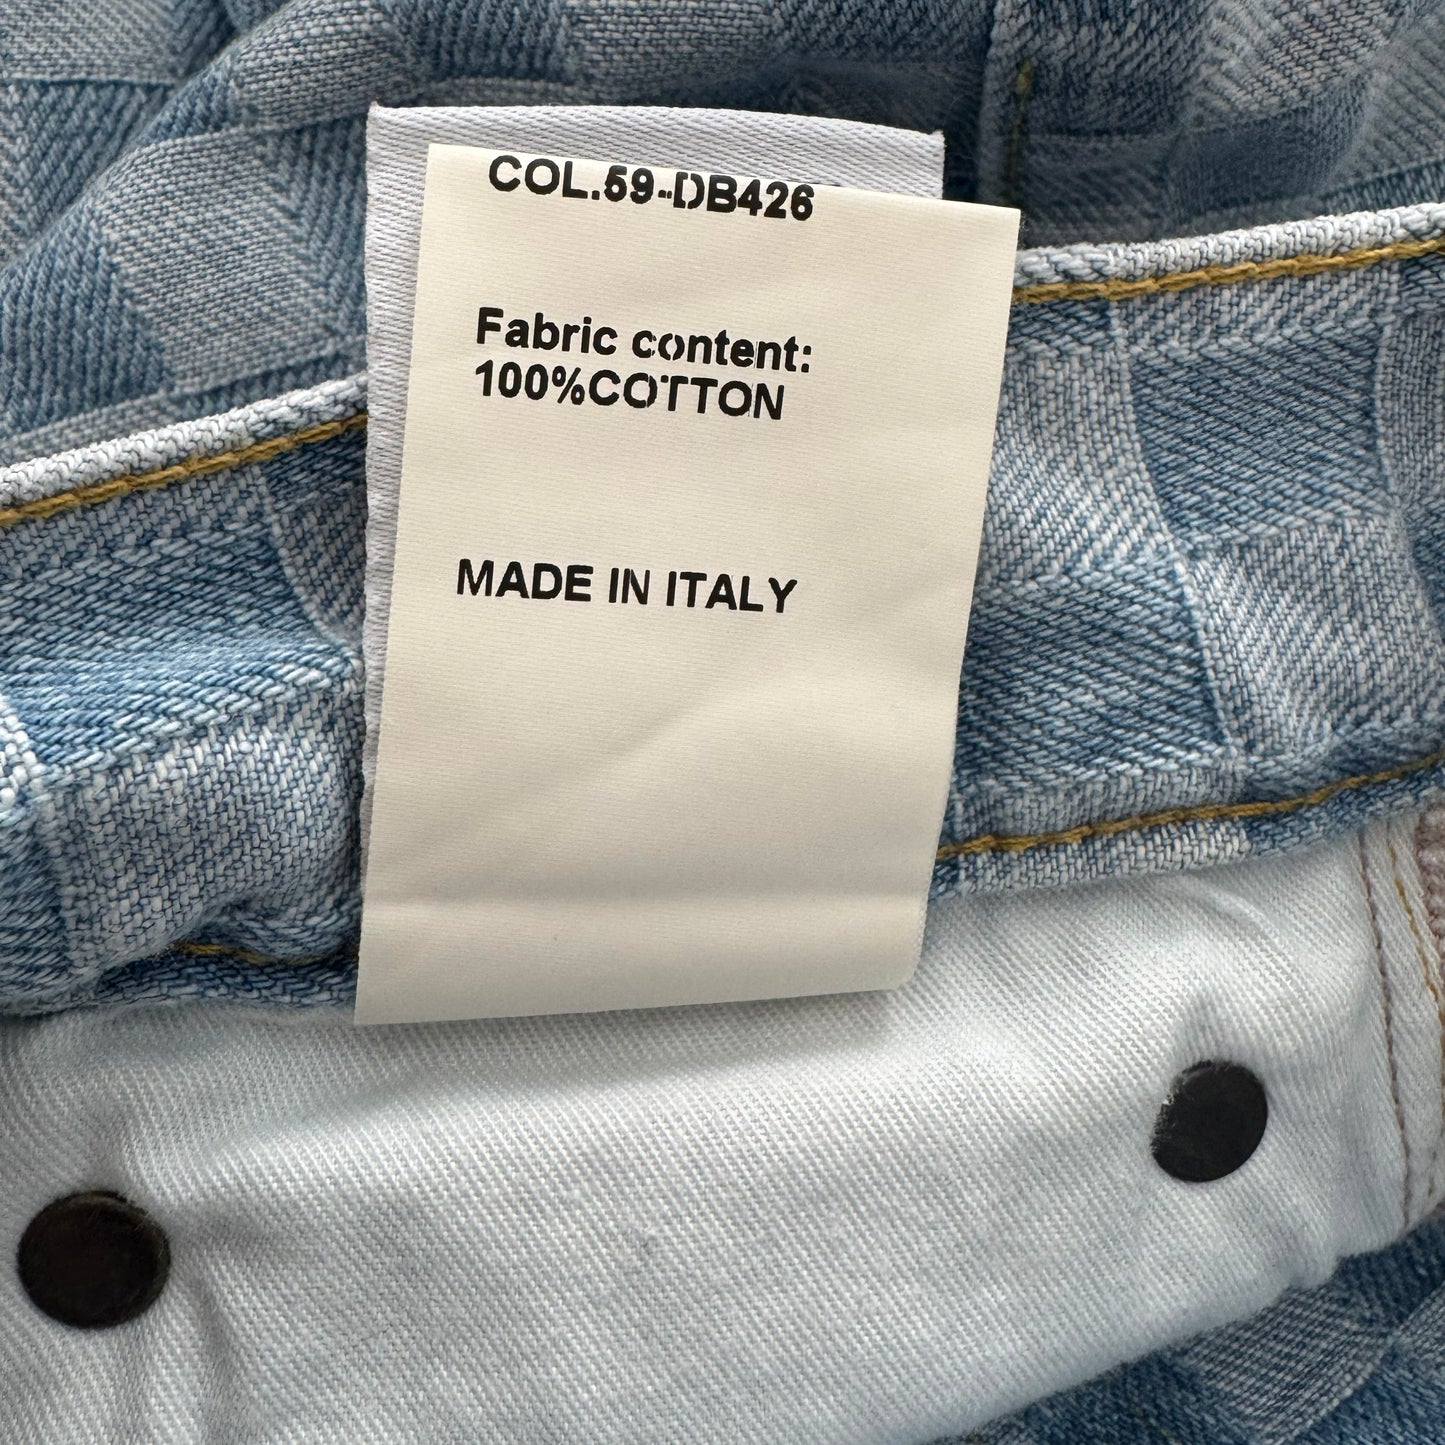 COL.59-DB426
Fabric content:
100%COTTON
MADE IN ITALY